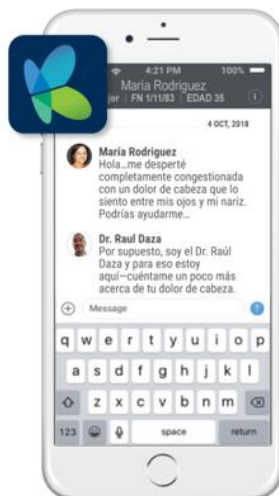 4:21 PM 100%
Maria Rodriguez
jer | FN 1/11/83 | EDAD 35
4 OCT, 2018
María Rodriguez
Hola...me desperté
completamente congestionada
con un dolor de cabeza que lo
siento entre mis ojos y mi nariz.
Podrías ayudarme...
Dr. Raul Daza
Por supuesto, soy el Dr. Raúl
Daza y para eso estoy
aquí—cuéntame un poco más
acerca de tu dolor de cabeza.
Message
q w e r t y u i o p
a s d f g h j k l
z x c v b n m
123 space return